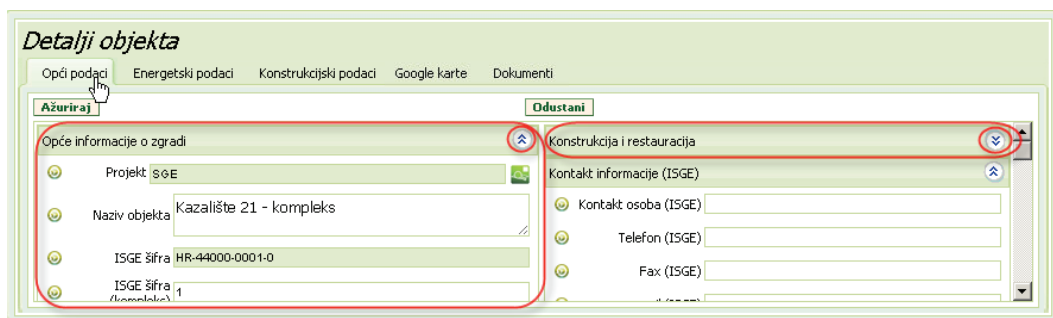 Detalji objekta
Opći podaci Energetski podaci Konstrukcijski podaci Google karte Dokumenti
Ažuriraj Odustani
Opće informacije o zgradi
Projekt SGE
Naziv objekta Kazalište 21 - kompleks
ISGE šifra HR-44000-0001-0
ISGE šifra
(kompleks) 1
Konstrukcija i restauracija
Kontakt informacije (ISGE)
Kontakt osoba (ISGE)
Telefon (ISGE)
Fax (ISGE)